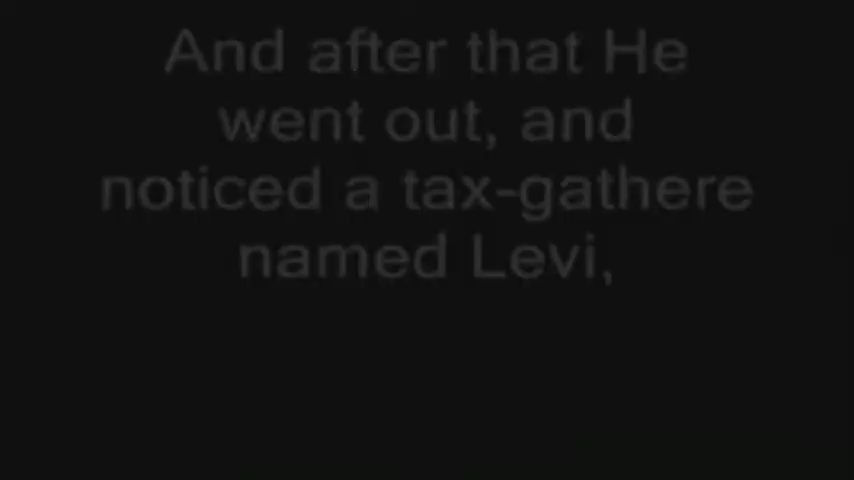 And after that He
went out, and
noticed a tax-gathere
named Levi,